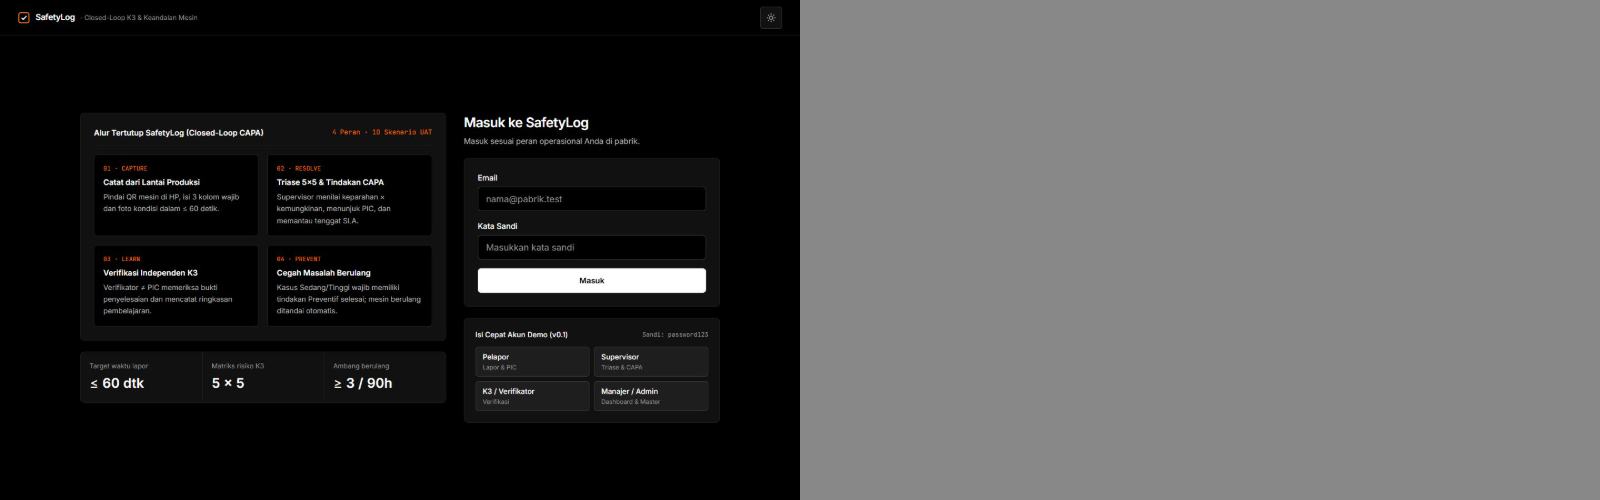 SafetyLog · Closed-Loop K3 & Keandalan Mesin
Alur Tertutup SafetyLog (Closed-Loop CAPA)
4 Peran · 10 Skenario UAT
01 · CAPTURE
Catat dari Lantai Produksi
Pindai QR mesin di HP, isi 3 kolom wajib
dan foto kondisi dalam ≤ 60 detik.
02 · RESOLVE
Triase 5×5 & Tindakan CAPA
Supervisor menilai keparahan ×
kemungkinan, menunjuk PIC, dan
memantau tenggat SLA.
03 · LEARN
Verifikasi Independen K3
Verifikator ≠ PIC memeriksa bukti
penyelesaian dan mencatat ringkasan
pembelajaran.
04 · PREVENT
Cegah Masalah Berulang
Kasus Sedang/Tinggi wajib memiliki
tindakan Preventif selesai; mesin berulang
ditandai otomatis.
Target waktu lapor
≤ 60 dtk
Matriks risiko K3
5 × 5
Ambang berulang
≥ 3 / 90h
Masuk ke SafetyLog
Masuk sesuai peran operasional Anda di pabrik.
Email
nama@pabrik.test
Kata Sandi
Masukkan kata sandi
Masuk
Isi Cepat Akun Demo (v0.1)
Sandi: password123
Pelapor
Lapor & PIC
Supervisor
Triase & CAPA
K3 / Verifikator
Verifikasi
Manajer / Admin
Dashboard & Master